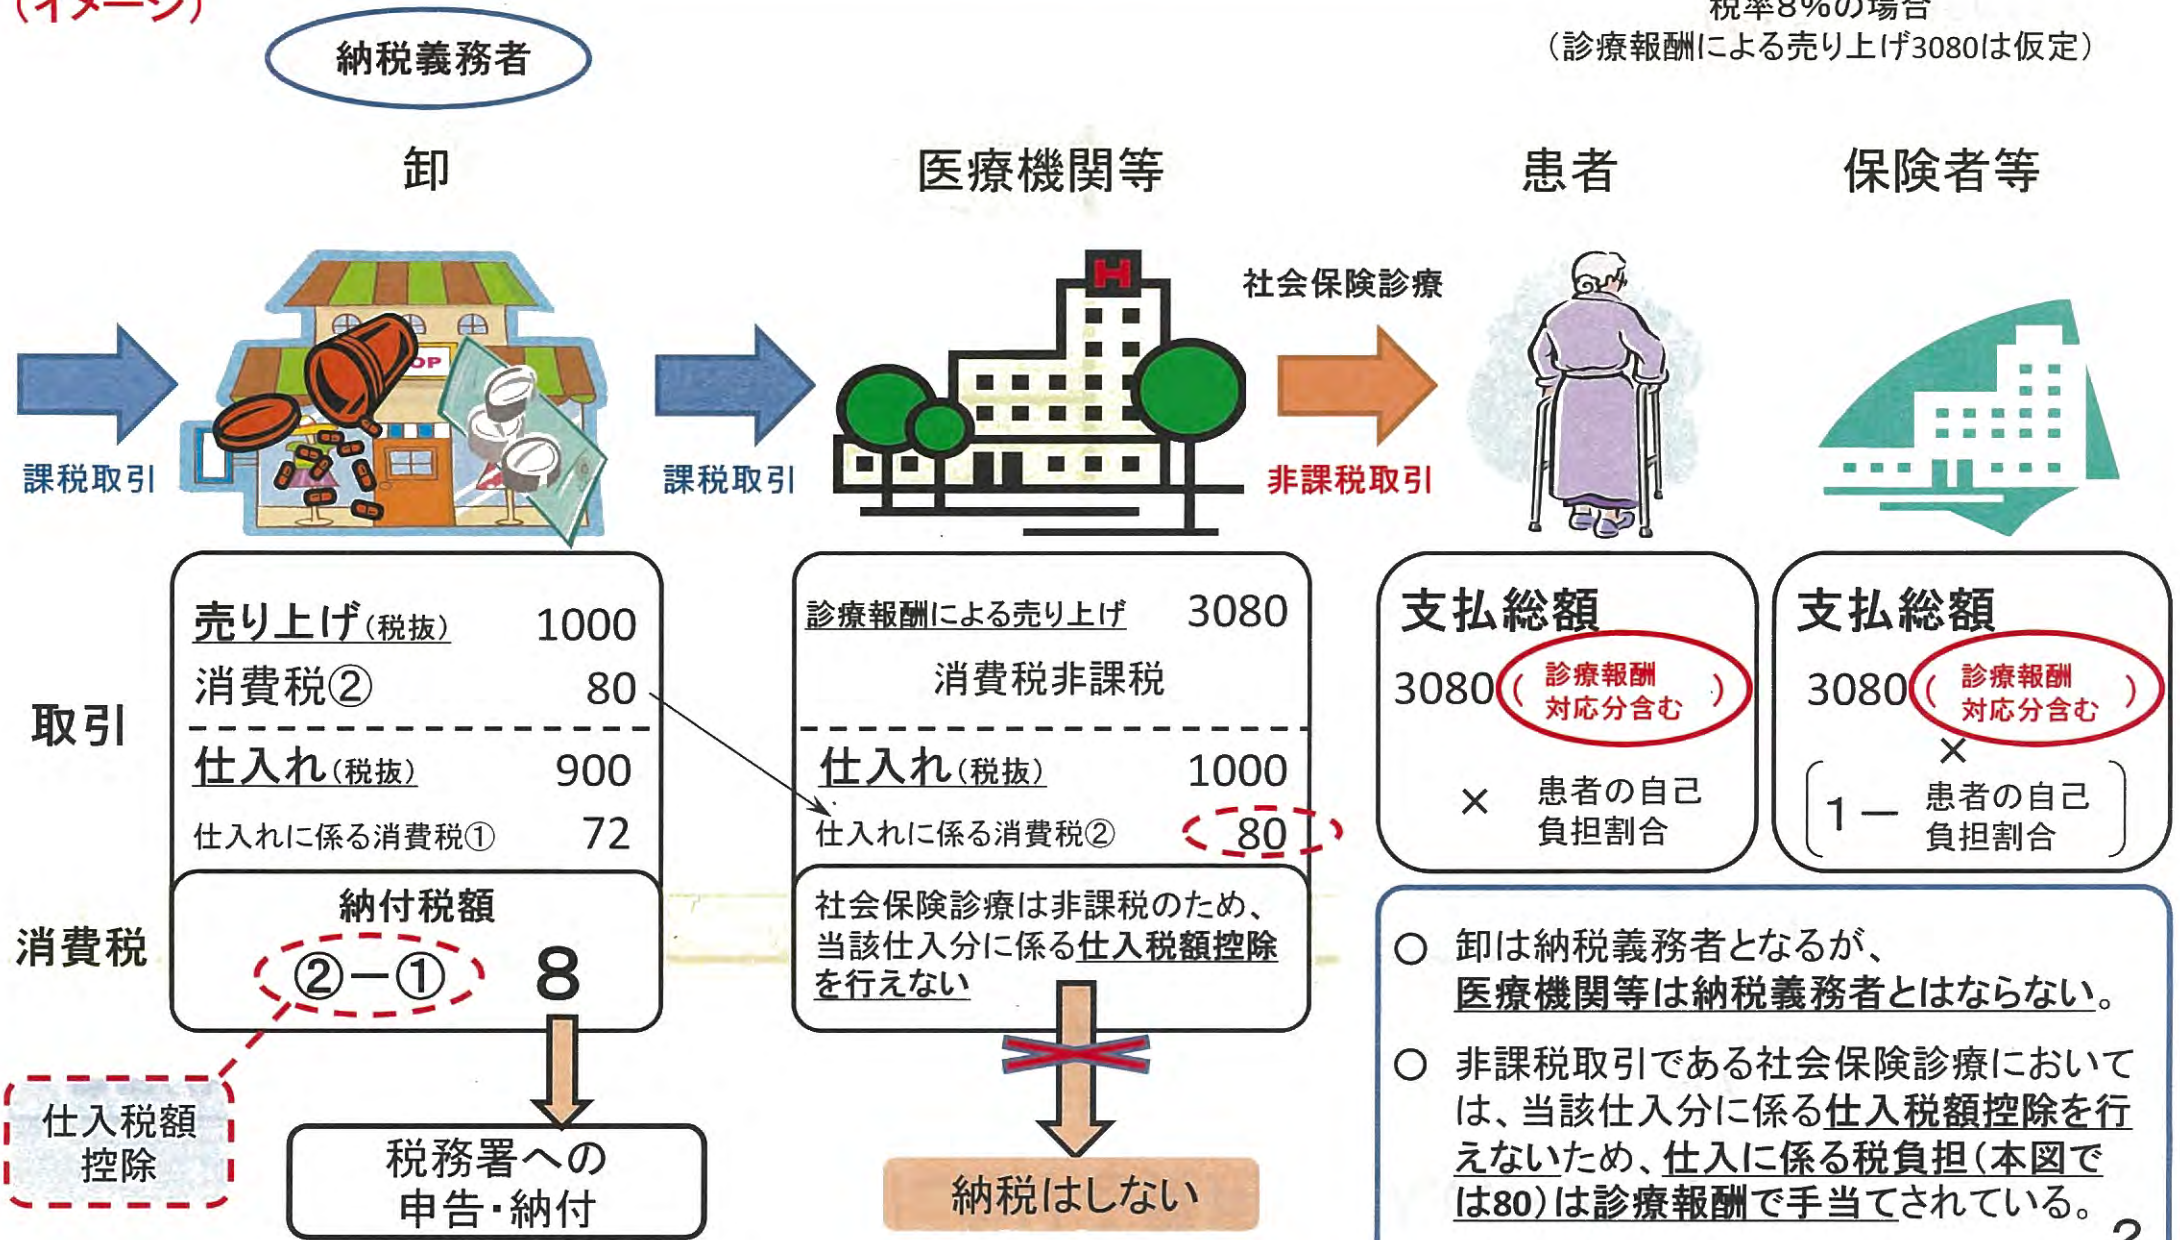 (イメージ)
税率8%の場合
(診療報酬による売り上げ3080は仮定)
納税義務者
卸
医療機関等
患者
保険者等
課税取引
OP
課税取引
H
社会保険診療
非課税取引
取引
売り上げ(税抜) 1000
消費税② 80
仕入れ(税抜) 900
仕入れに係る消費税① 72
診療報酬による売り上げ 3080
消費税非課税
仕入れ(税抜) 1000
仕入れに係る消費税② 80
支払総額
3080(診療報酬
対応分含む)
× 患者の自己
負担割合
支払総額
3080(診療報酬
対応分含む)
×
[1- 患者の自己
負担割合]
消費税
納付税額
②-① 8
仕入税額
控除
税務署への
申告・納付
社会保険診療は非課税のため、
当該仕入分に係る仕入税額控除
を行えない
納税はしない
○ 卸は納税義務者となるが、
医療機関等は納税義務者とはならない。
○ 非課税取引である社会保険診療において
は、当該仕入分に係る仕入税額控除を行
えないため、仕入に係る税負担(本図で
は80)は診療報酬で手当てされている。
2